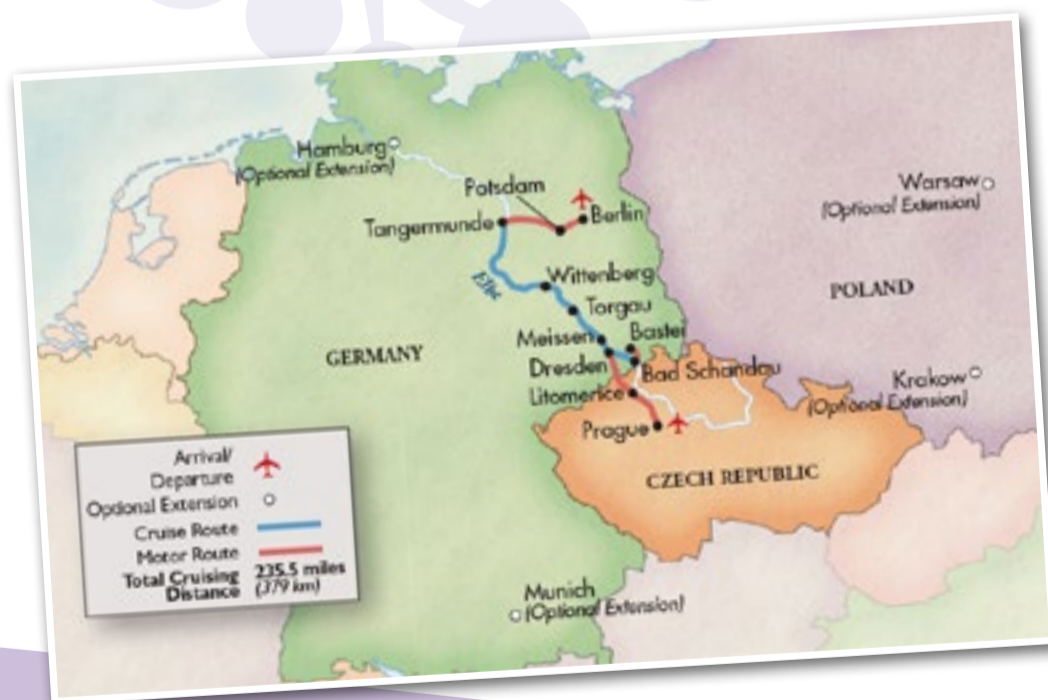 Hamburg
(Optional Extension)
Potsdam
Berlin
Tangermunde
Warsaw
(Optional Extension)
Elbe
Wittenberg
Torgau
POLAND
Meissen
Bastei
GERMANY
Dresden
Bad Schandau
Litomerice
Krakow
(Optional Extension)
Prague
CZECH REPUBLIC
Arrival/
Departure
Optional Extension
Cruise Route
Motor Route
Total Cruising 235.5 miles
Distance (379 km)
Munich
(Optional Extension)